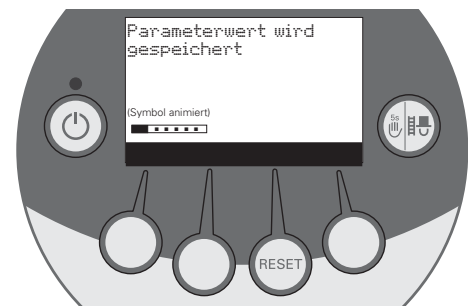 Parameterwert wird
gespeichert
(Symbol animiert)
5s
RESET